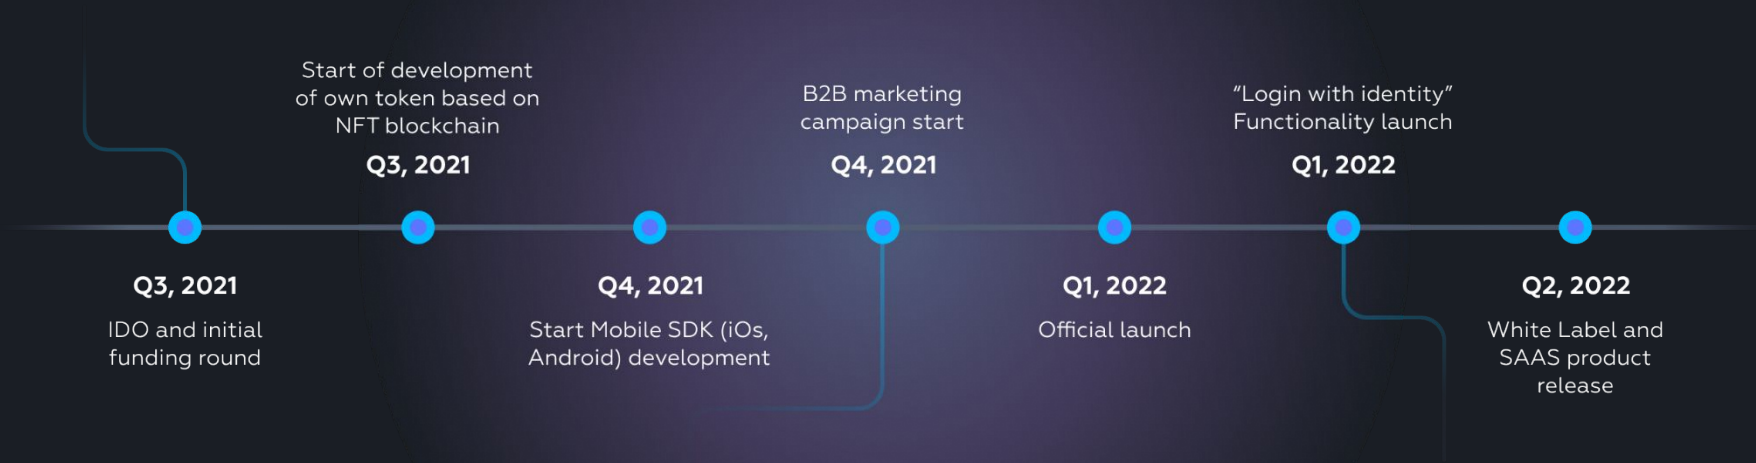 Q3, 2021
IDO and initial
funding round
Start of development
of own token based on
NFT blockchain
Q3, 2021
Q4, 2021
Start Mobile SDK (iOs,
Android) development
B2B marketing
campaign start
Q4, 2021
Q1, 2022
Official launch
“Login with identity”
Functionality launch
Q1, 2022
Q2, 2022
White Label and
SAAS product
release